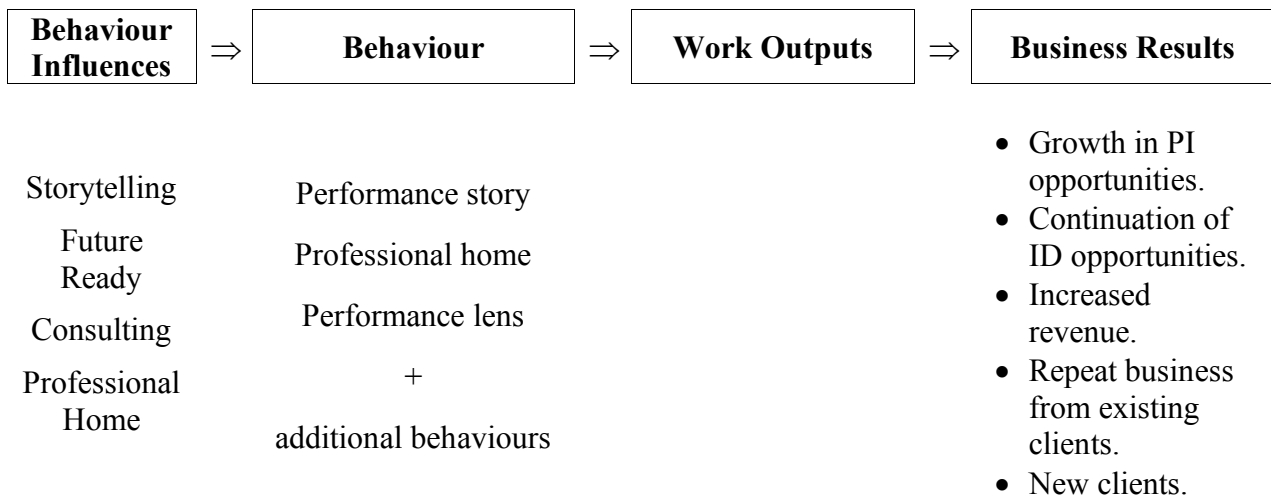 Behaviour
Influences
⇒
Behaviour
⇒
Work Outputs
⇒
Business Results
Storytelling
Future
Ready
Consulting
Professional
Home
Performance story
Professional home
Performance lens
+
additional behaviours
• Growth in PI
opportunities.
• Continuation of
ID opportunities.
• Increased
revenue.
• Repeat business
from existing
clients.
• New clients.